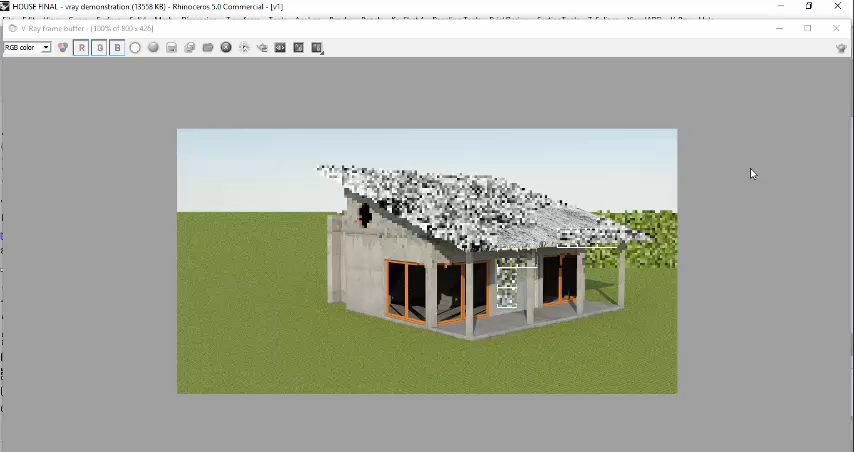 HOUSE FINAL - vray demonstration (13558 KB) - Rhinoceros 5.0 Commercial - [v1]
V-Ray frame buffer - [100% of 800 x 426]
RGB color R G B